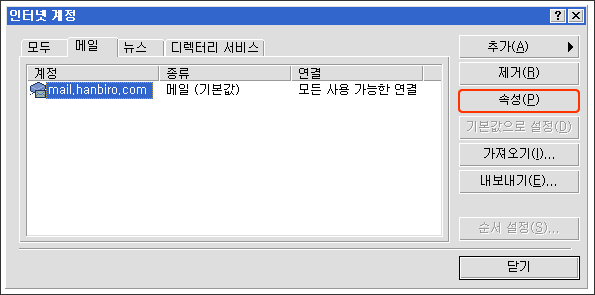 인터넷 계정
모두 메일 뉴스 디렉터리 서비스
계정 종류 연결
mail.hanbiro.com 메일 (기본값) 모든 사용 가능한 연결
추가(A)
제거(R)
속성(P)
기본값으로 설정(D)
가져오기(I)...
내보내기(E)...
순서 설정(S)...
닫기